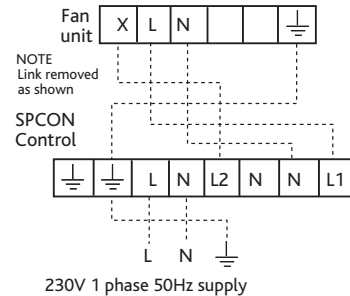 Fan
unit
X L N
NOTE
Link removed
as shown
SPCON
Control
L N L2 N N L1
L N
230V 1 phase 50Hz supply